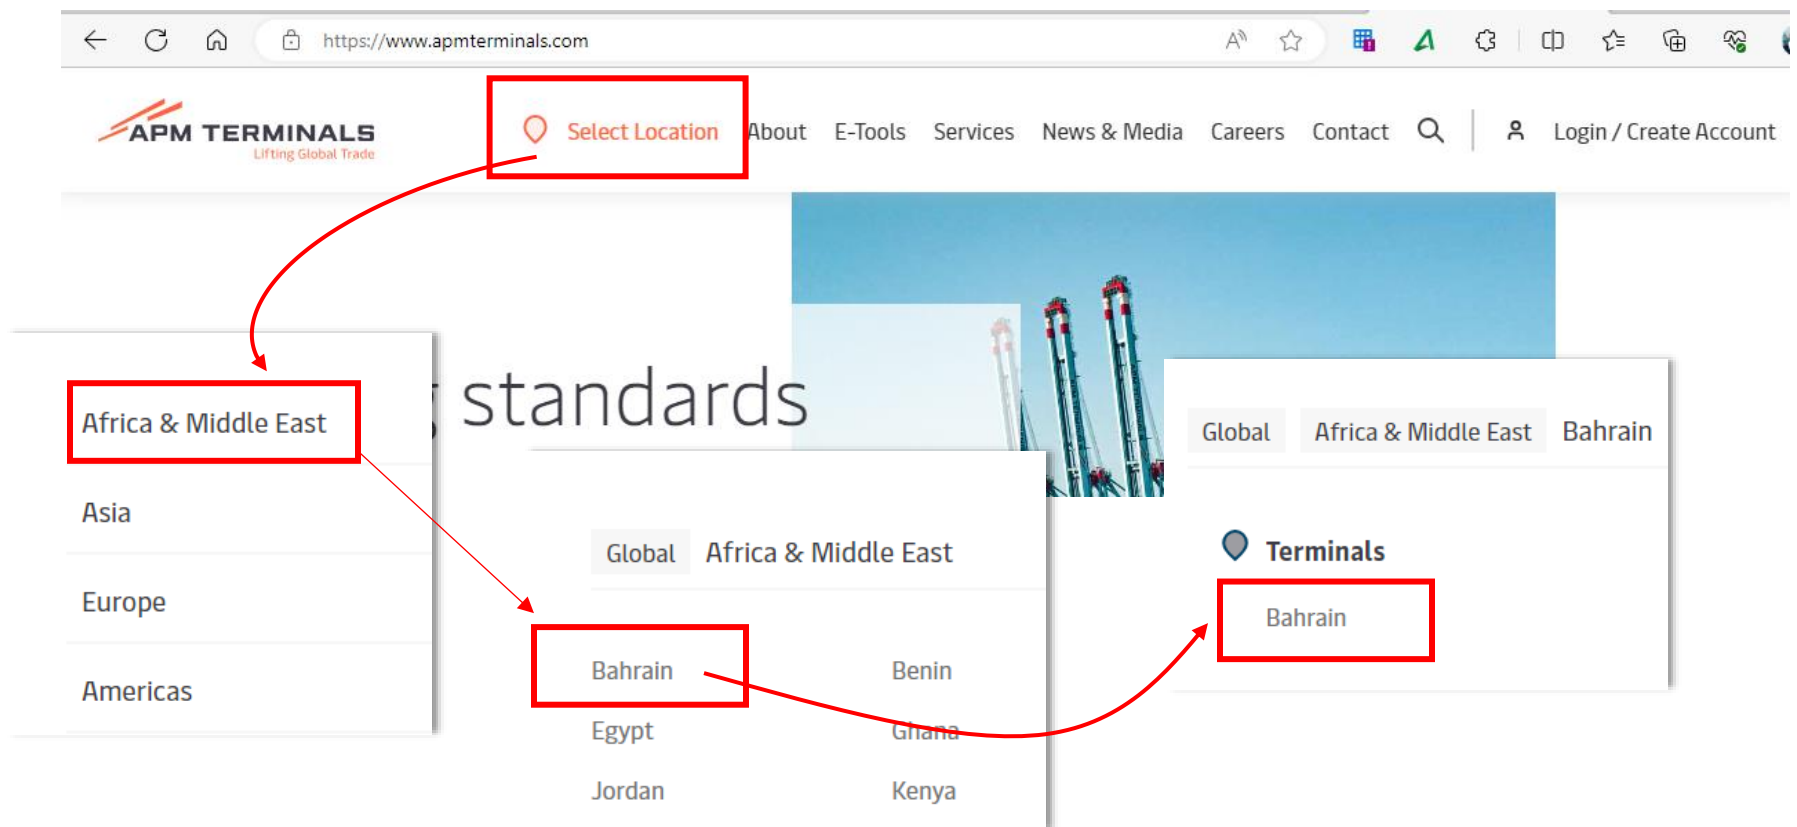 https://www.apmterminals.com
APM TERMINALS
Lifting Global Trade
Select Location About E-Tools Services News & Media Careers Contact Login / Create Account
standards
Africa & Middle East
Asia
Europe
Americas
Global Africa & Middle East
Bahrain Benin
Egypt Ghana
Jordan Kenya
Global Africa & Middle East Bahrain
Terminals
Bahrain